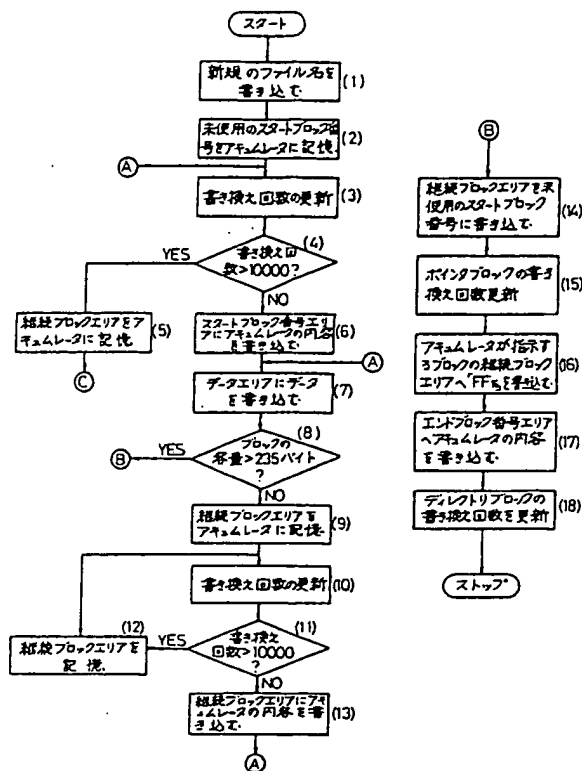 スタート
新規のファイル名を
書き込む.
(1)
未使用のスタートブロック番
号をアキュムレータに記憶.
(2)
A
書き換え回数の更新
(3)
書き換え回
数>10000?
(4)
YES
NO
継続ブロックエリアをア
キュムレータに記憶.
(5)
C
スタートブロック番号エリ
アにアキュムレータの内容
を書き込む
(6)
A
データエリアにデータ
を書き込む
(7)
ブロックの
容量>235バイト
?
(8)
YES
B
NO
継続ブロックエリアを
アキュムレータに記憶.
(9)
書き換え回数の更新
(10)
書き換え
回数>10000
?
(11)
YES
(12)
継続ブロックエリアを
記憶.
NO
継続ブロックエリアにアキ
ュムレータの内容を書き
込む.
(13)
A
B
継続ブロックエリアを未
使用のスタートブロック
番号に書き込む.
(14)
ポインタブロックの書き
換え回数更新
(15)
アキュムレータが指示す
るブロックの継続ブロック
エリアへ「FF
(16)
エンドブロック番号エリア
へアキュムレータの内容
を書き込む.
(17)
ディレクトリブロックの
書き換え回数を更新
(18)
ストップ